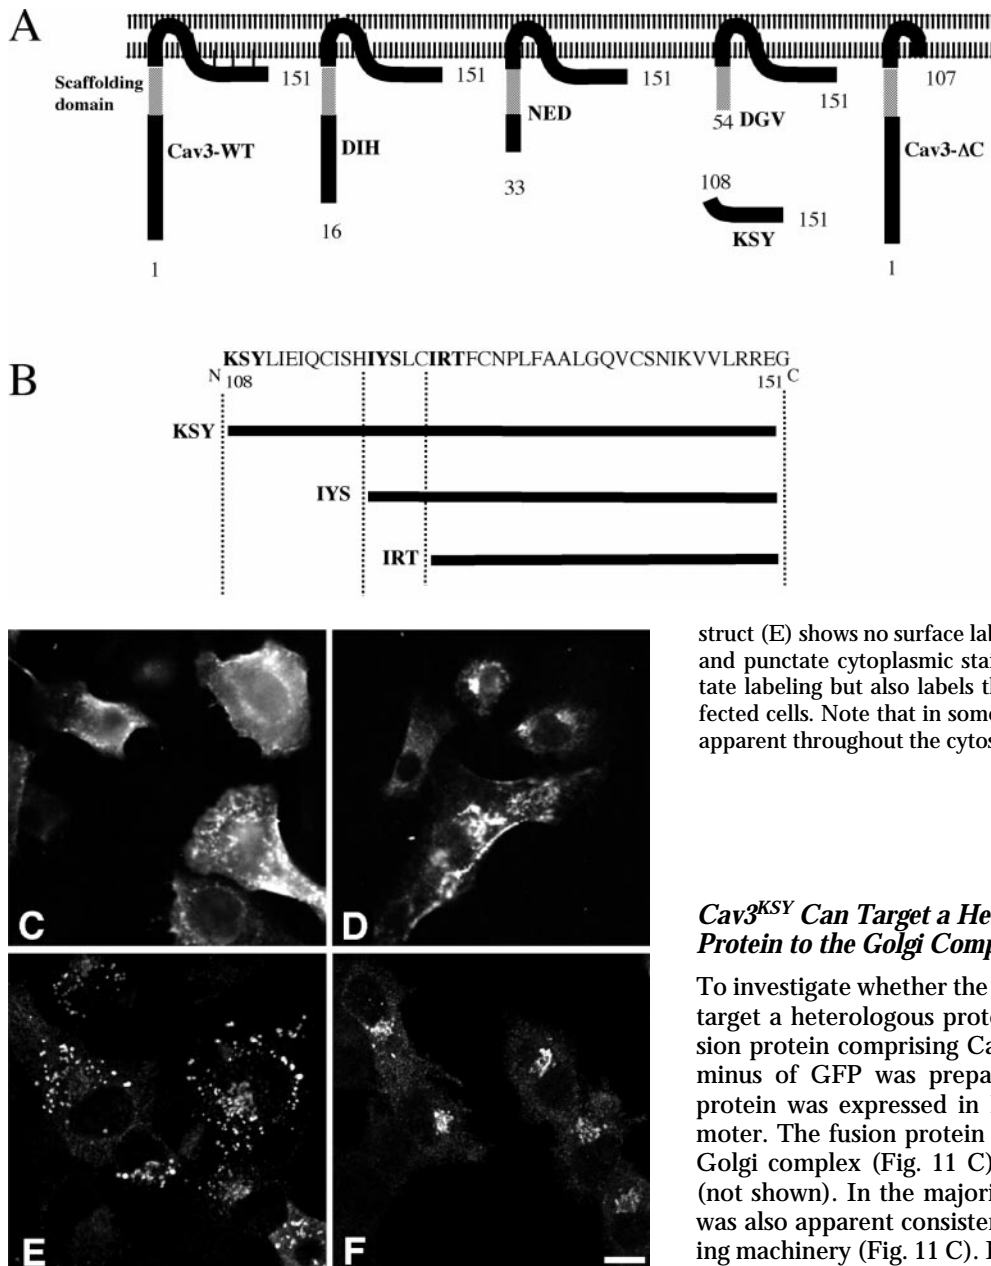 A
Scaffolding
domain
Cav3-WT
1
151
DIH
16
151
NED
33
151
54
DGV
151
108
KSY
151
107
Cav3-ΔC
1
B
KSYLIEIQCISHIYSLCIRTFCNPLFAALGQVCSNIKVVLRREG
N 108 151 C
KSY
IYS
IRT
C
D
E
F
struct (E) shows no surface lab
and punctate cytoplasmic star
tate labeling but also labels th
fected cells. Note that in some
apparent throughout the cytos
Cav3KSY Can Target a He
Protein to the Golgi Comp
To investigate whether the
target a heterologous prote
sion protein comprising Ca
minus of GFP was prepa
protein was expressed in
moter. The fusion protein
Golgi complex (Fig. 11 C)
(not shown). In the majori
was also apparent consisten
ing machinery (Fig. 11 C). I